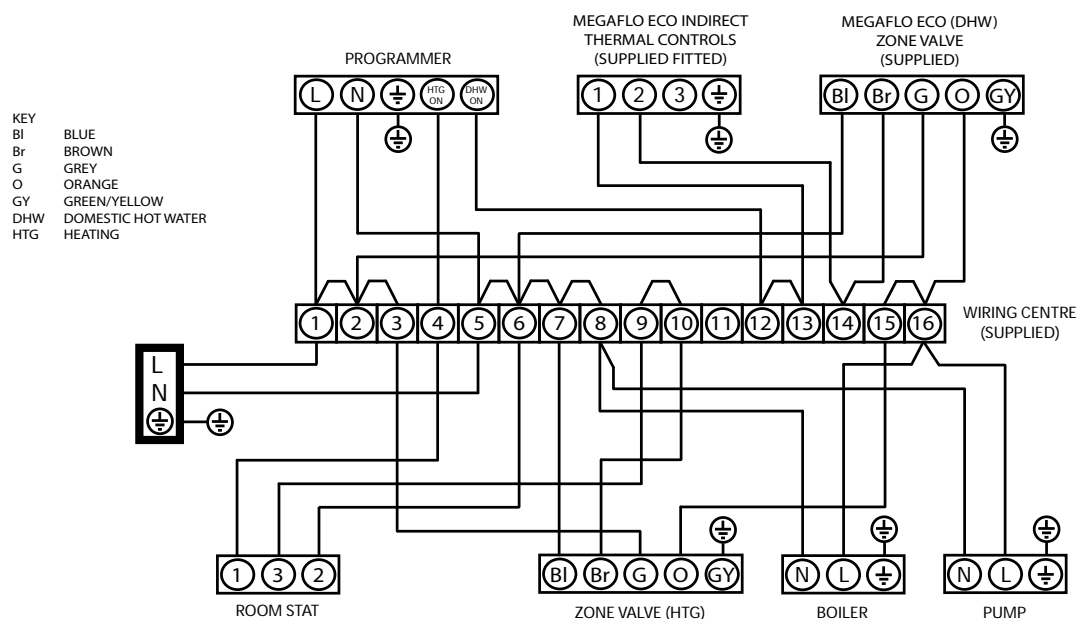 MEGAFLO ECO INDIRECT
THERMAL CONTROLS
(SUPPLIED FITTED)
MEGAFLO ECO (DHW)
ZONE VALVE
(SUPPLIED)
PROGRAMMER
L N HTG ON DHW ON
1 2 3
Bl Br G O GY
KEY
Bl BLUE
Br BROWN
G GREY
O ORANGE
GY GREEN/YELLOW
DHW DOMESTIC HOT WATER
HTG HEATING
1 2 3 4 5 6 7 8 9 10 11 12 13 14 15 16
WIRING CENTRE
(SUPPLIED)
L
N
1 3 2
Bl Br G O GY
N L
N L
ROOM STAT
ZONE VALVE (HTG)
BOILER
PUMP